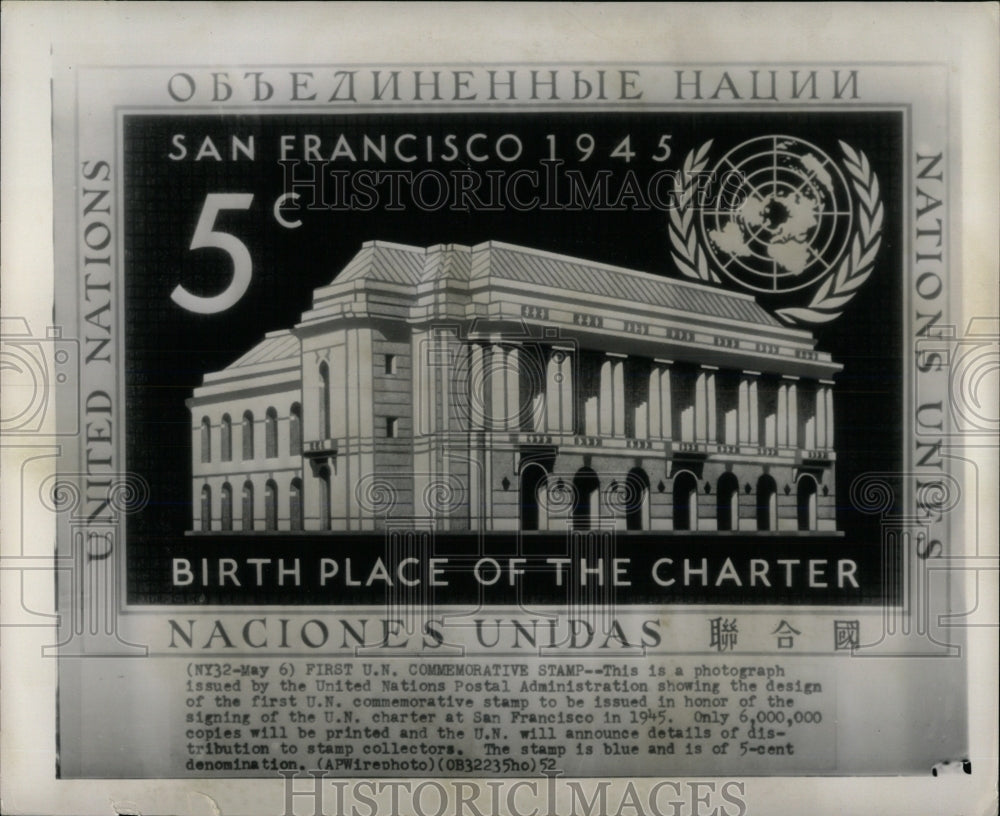 ОБЪЕДИНЕННЫЕ НАЦИИ
SAN FRANCISCO 1945
5c
UNITED NATIONS
NATIONS UNIES
BIRTH PLACE OF THE CHARTER
NACIONES UNIDAS 聯合國
(NY32-May 6) FIRST U.N. COMMEMORATIVE STAMP--This is a photograph
issued by the United Nations Postal Administration showing the design
of the first U.N. commemorative stamp to be issued in honor of the
signing of the U.N. charter at San Francisco in 1945. Only 6,000,000
copies will be printed and the U.N. will announce details of dis-
tribution to stamp collectors. The stamp is blue and is of 5-cent
denomination. (APWirephoto)(OB32235ho)52
HISTORICIMAGES
HISTORICIMAGES